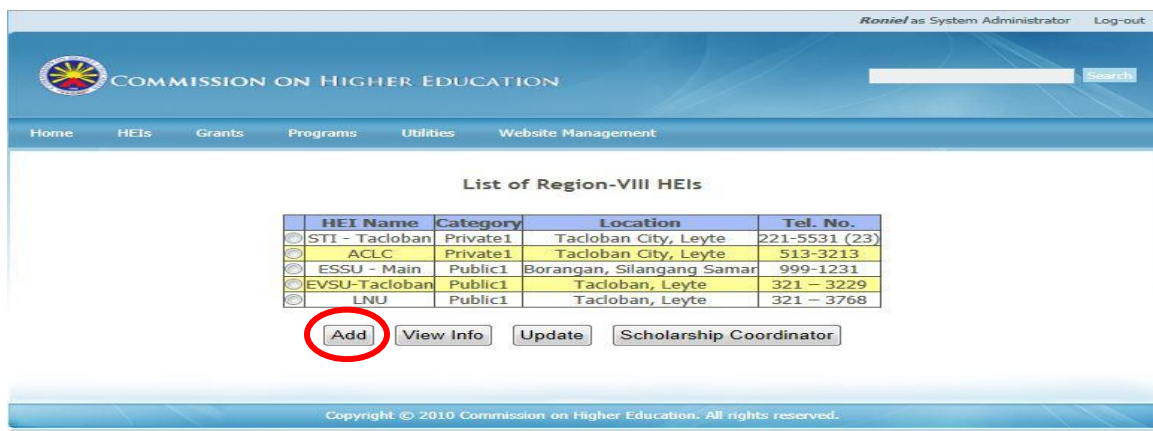 Roniel as System Administrator Log-out
COMMISSION ON HIGHER EDUCATION
Search
Home HEIs Grants Programs Utilities Website Management
List of Region-VIII HEIs
HEI Name Category Location Tel. No.
STI - Tacloban Private1 Tacloban City, Leyte 221-5531 (23)
ACLC Private1 Tacloban City, Leyte 513-3213
ESSU - Main Public1 Borangan, Silangang Samar 999-1231
EVSU-Tacloban Public1 Tacloban, Leyte 321 – 3229
LNU Public1 Tacloban, Leyte 321 – 3768
Add View Info Update Scholarship Coordinator
Copyright © 2010 Commission on Higher Education. All rights reserved.